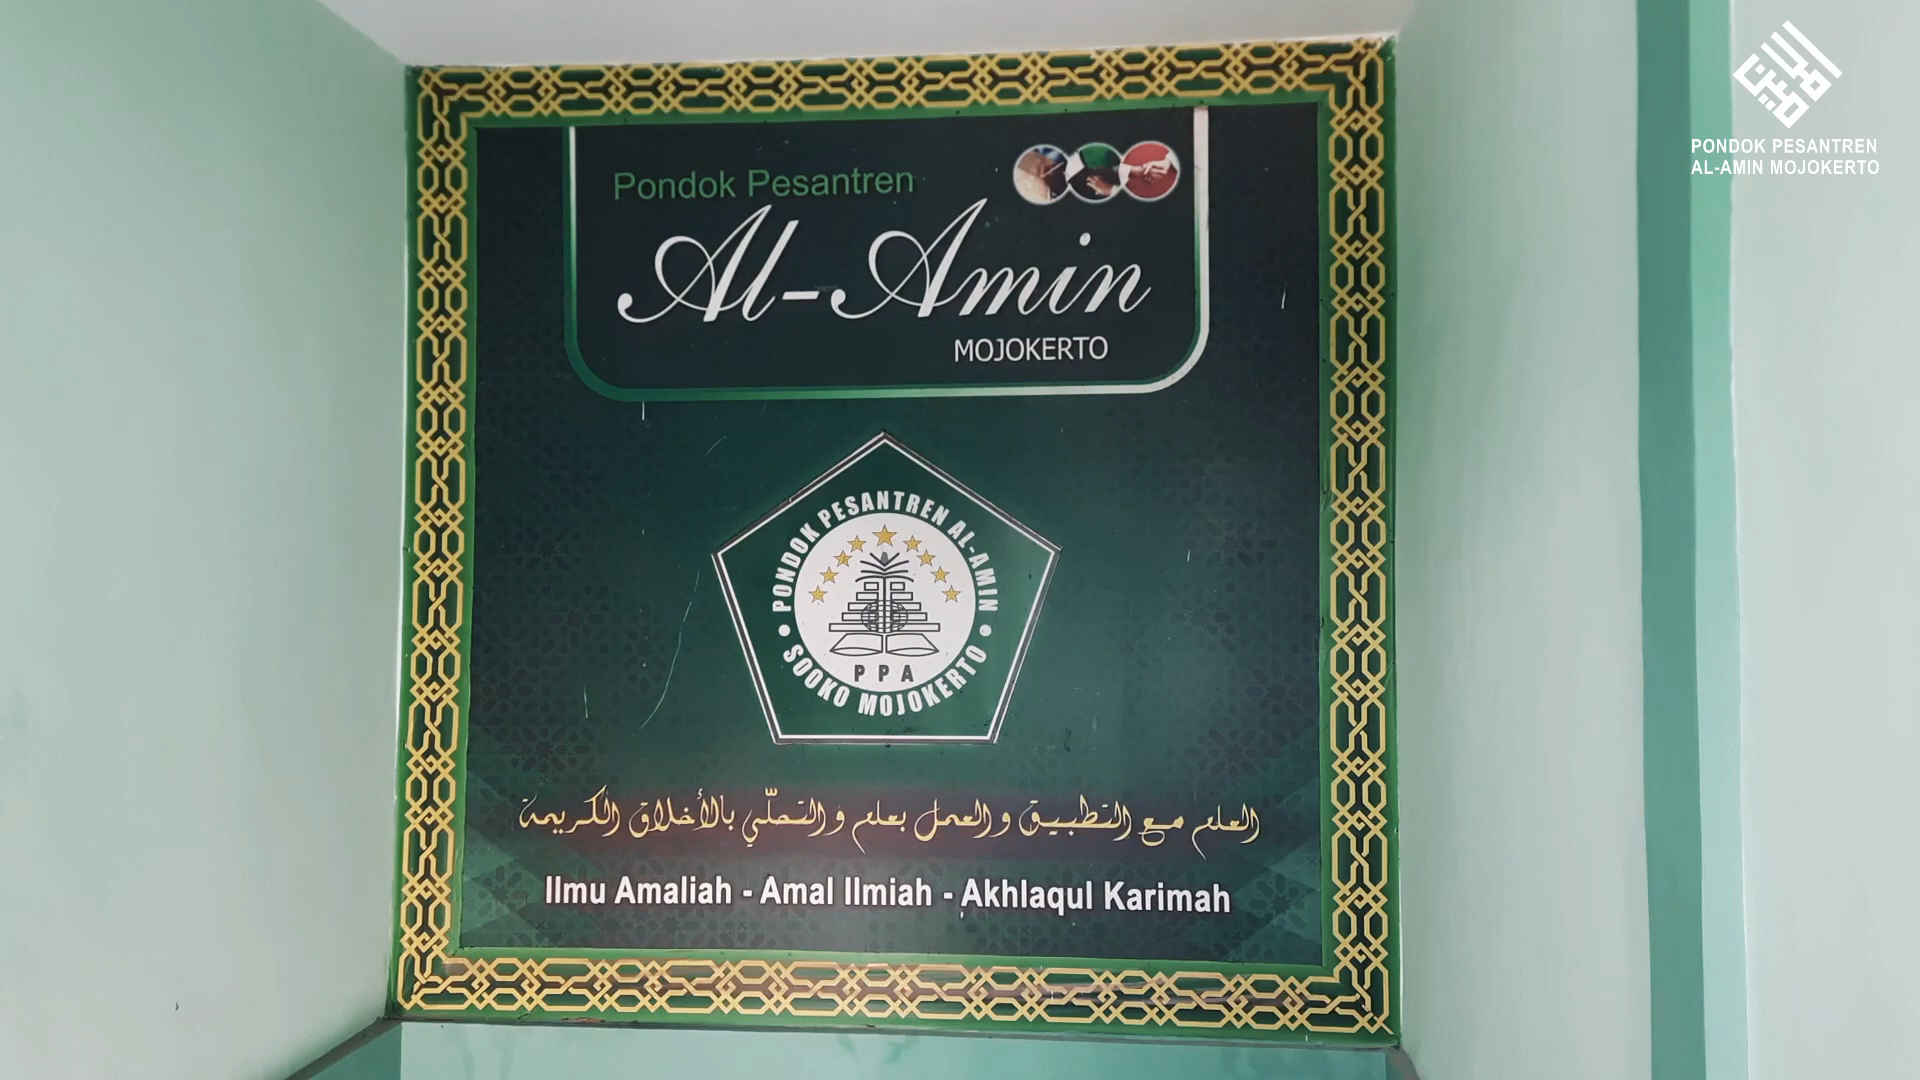 Pondok Pesantren
Al-Amin
MOJOKERTO
PONDOK PESANTREN AL-AMIN
SOOKO MOJOKERTO
PPA
العلم مع التطبيق والعمل بعلم والتحلّي بالأخلاق الكريمة
Ilmu Amaliah - Amal Ilmiah - Akhlaqul Karimah
PONDOK PESANTREN
AL-AMIN MOJOKERTO